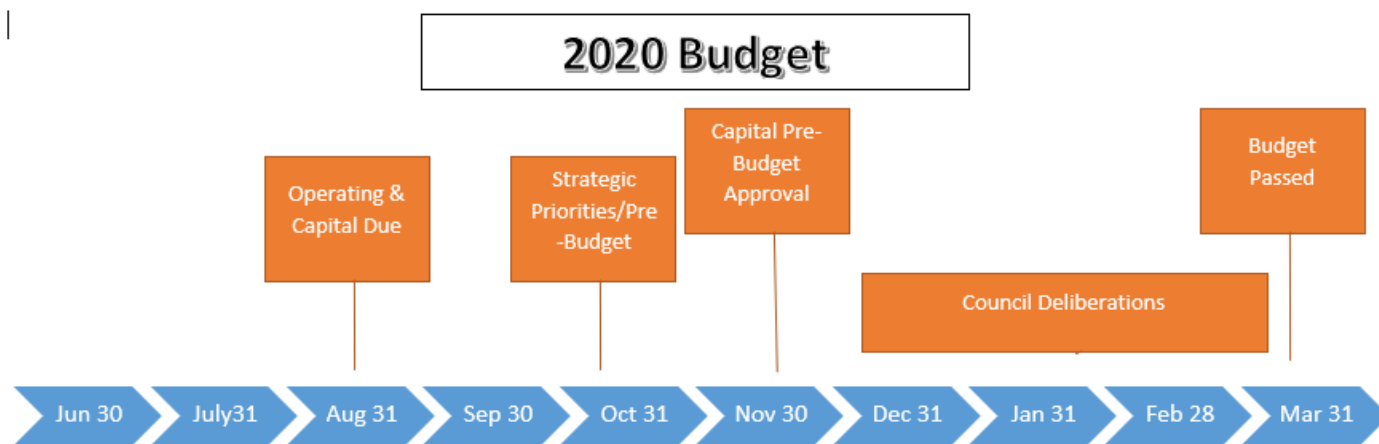 2020 Budget
Operating &
Capital Due
Strategic
Priorities/Pre
-Budget
Capital Pre-
Budget
Approval
Council Deliberations
Budget
Passed
Jun 30
July31
Aug 31
Sep 30
Oct 31
Nov 30
Dec 31
Jan 31
Feb 28
Mar 31